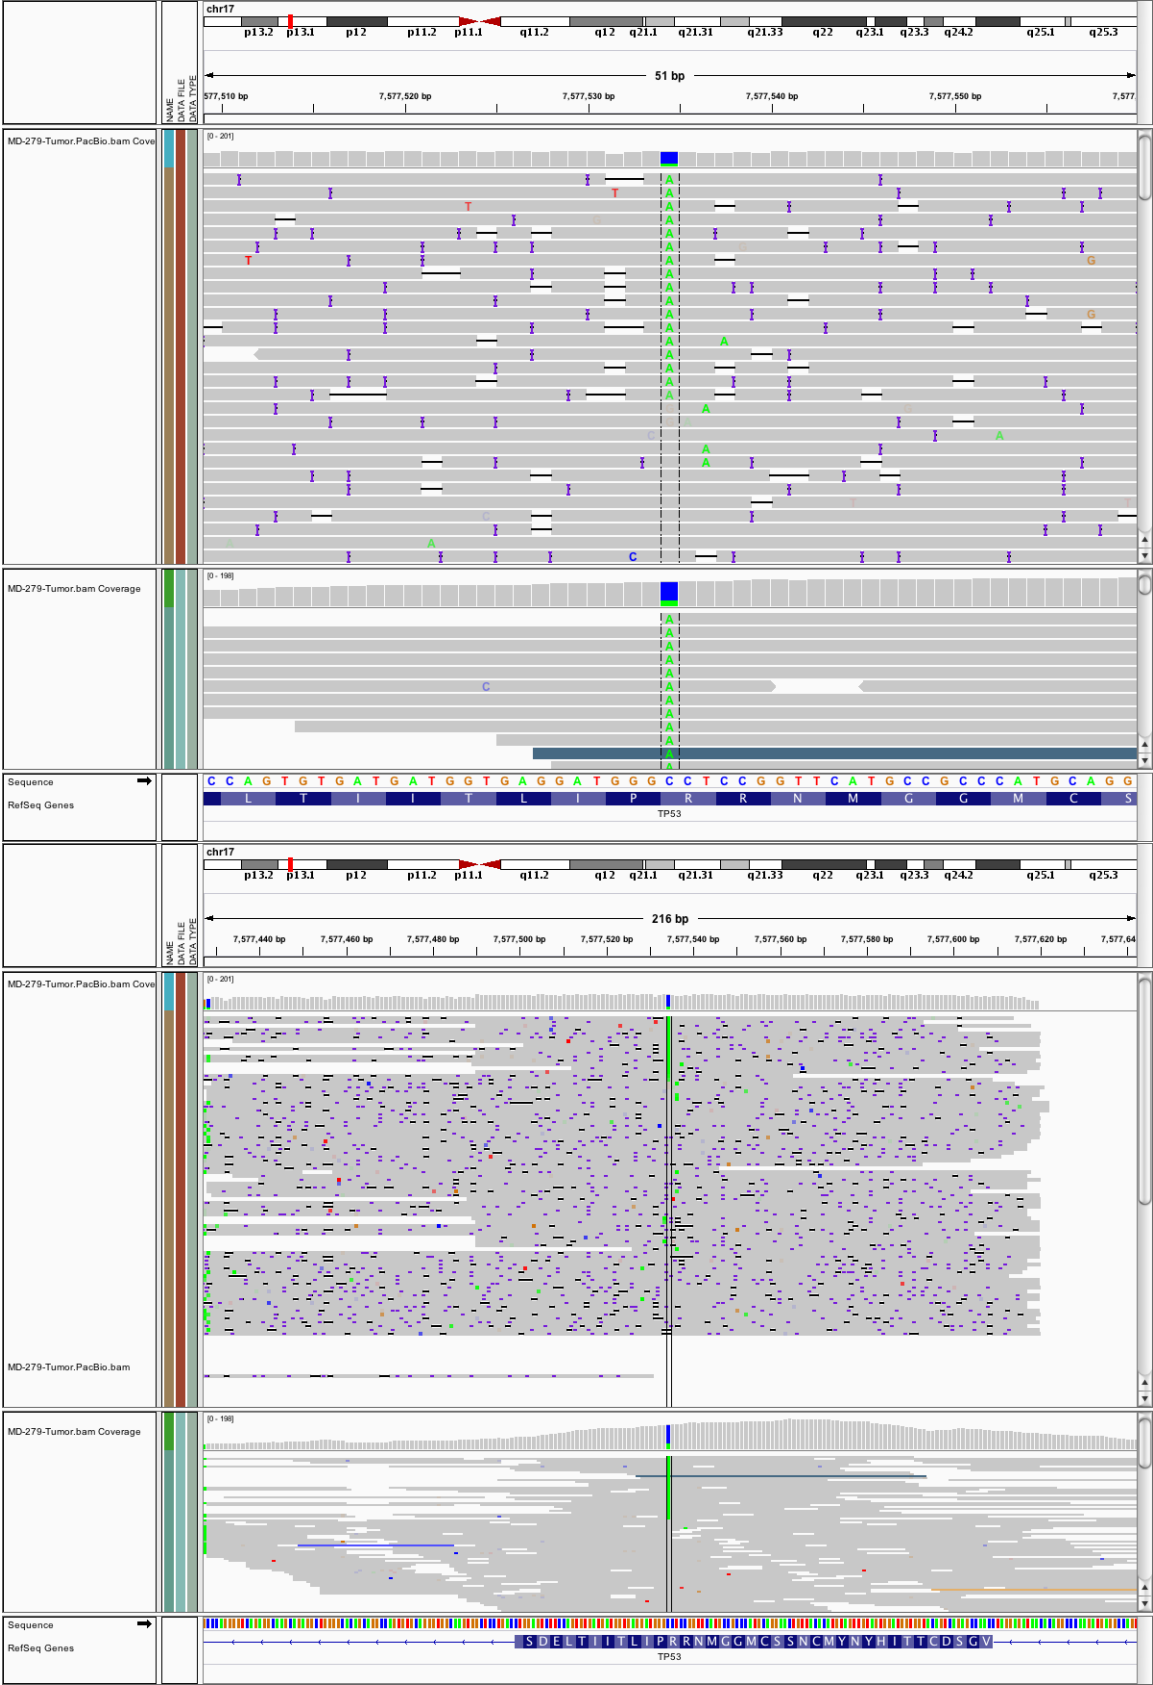 chr17
p13.2 p13.1 p12 p11.2 p11.1 q11.2 q12 q21.1 q21.31 q21.33 q22 q23.1 q23.3 q24.2 q25.1 q25.3
51 bp
577,510 bp 7,577,520 bp 7,577,530 bp 7,577,540 bp 7,577,550 bp 7,577.
NAME
DATA FILE
DATA TYPE
MD-279-Tumor.PacBio.bam Cove
[0 - 201]
A
T A
T A
A
A
A
T A G
A
A
A
A G
A
A A
A
A
A
A
A
C A
A
A
C
A
C
MD-279-Tumor.bam Coverage
[0 - 198]
A
A
A
A
A
C A
A
A
A
A
A
A
Sequence
C C A G T G T G A T G A T G G T G A G G A T G G G C C T C C G G T T C A T G C C G C C C A T G C A G G
RefSeq Genes
L T I I T L I P R R N M G G M C S
TP53
chr17
p13.2 p13.1 p12 p11.2 p11.1 q11.2 q12 q21.1 q21.31 q21.33 q22 q23.1 q23.3 q24.2 q25.1 q25.3
216 bp
7,577,440 bp 7,577,460 bp 7,577,480 bp 7,577,500 bp 7,577,520 bp 7,577,540 bp 7,577,560 bp 7,577,580 bp 7,577,600 bp 7,577,620 bp 7,577,64
NAME
DATA FILE
DATA TYPE
MD-279-Tumor.PacBio.bam Cove
[0 - 201]
MD-279-Tumor.PacBio.bam
MD-279-Tumor.bam Coverage
[0 - 198]
Sequence
RefSeq Genes
S D E L T I I T L I P R R N M G G M C S S N C M Y N Y H I T T C D S G V
TP53